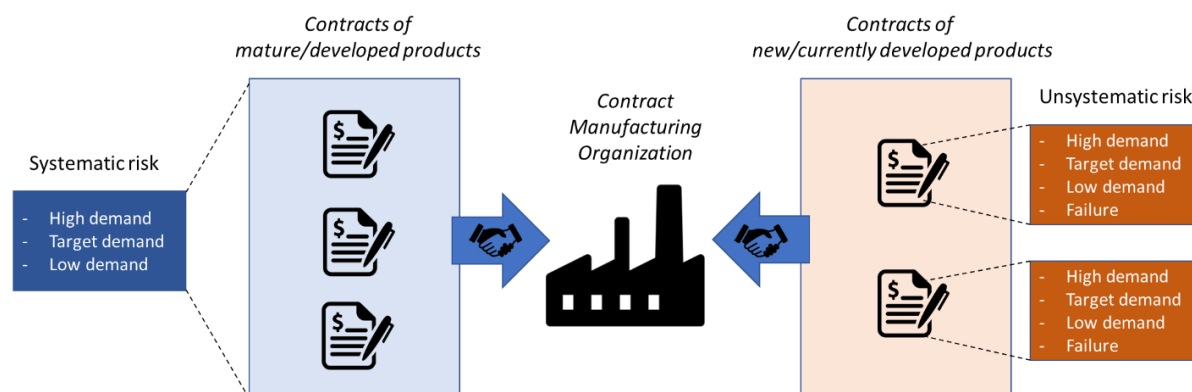 Contracts of
mature/developed products
Contracts of
new/currently developed products
Contract
Manufacturing
Organization
Systematic risk
- High demand
- Target demand
- Low demand
$
$
$
$
$
Unsystematic risk
- High demand
- Target demand
- Low demand
- Failure
- High demand
- Target demand
- Low demand
- Failure